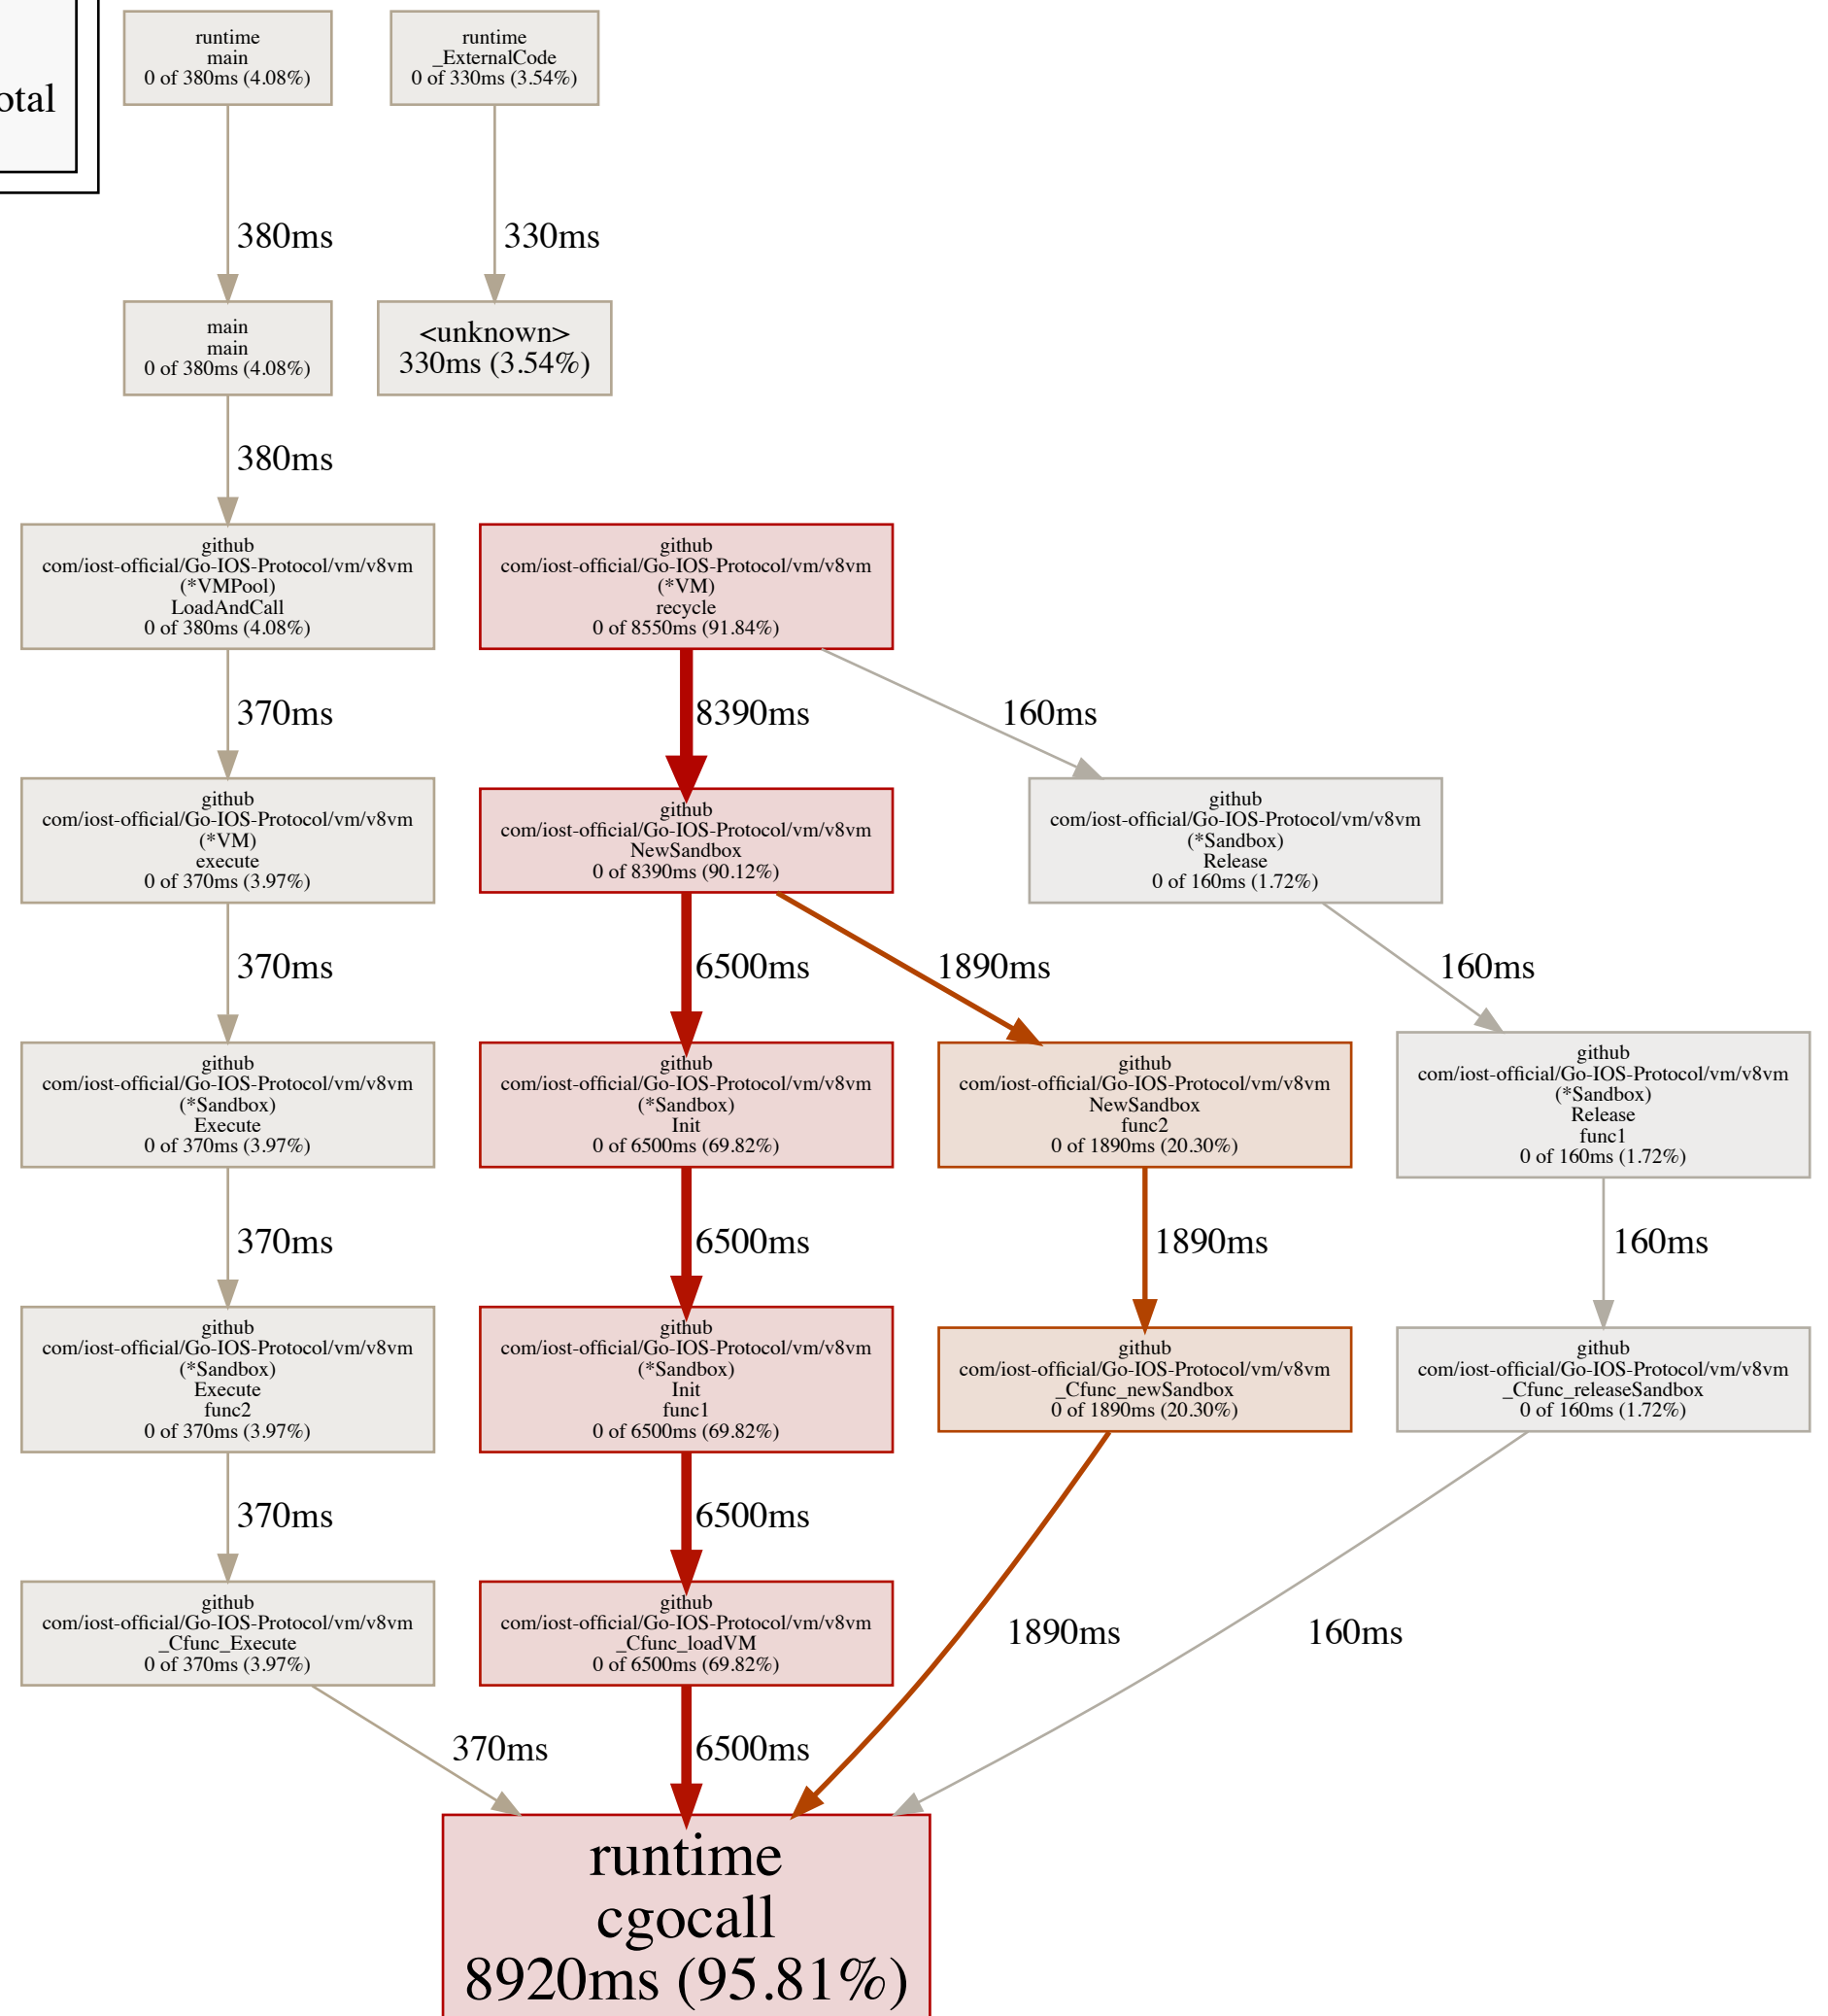 otal
runtime
main
0 of 380ms (4.08%)
runtime
_ExternalCode
0 of 330ms (3.54%)
380ms
330ms
main
main
0 of 380ms (4.08%)
<unknown>
330ms (3.54%)
380ms
github
com/iost-official/Go-IOS-Protocol/vm/v8vm
(*VMPool)
LoadAndCall
0 of 380ms (4.08%)
github
com/iost-official/Go-IOS-Protocol/vm/v8vm
(*VM)
recycle
0 of 8550ms (91.84%)
370ms
8390ms
160ms
github
com/iost-official/Go-IOS-Protocol/vm/v8vm
(*VM)
execute
0 of 370ms (3.97%)
github
com/iost-official/Go-IOS-Protocol/vm/v8vm
NewSandbox
0 of 8390ms (90.12%)
github
com/iost-official/Go-IOS-Protocol/vm/v8vm
(*Sandbox)
Release
0 of 160ms (1.72%)
370ms
6500ms
1890ms
160ms
github
com/iost-official/Go-IOS-Protocol/vm/v8vm
(*Sandbox)
Execute
0 of 370ms (3.97%)
github
com/iost-official/Go-IOS-Protocol/vm/v8vm
(*Sandbox)
Init
0 of 6500ms (69.82%)
github
com/iost-official/Go-IOS-Protocol/vm/v8vm
NewSandbox
func2
0 of 1890ms (20.30%)
github
com/iost-official/Go-IOS-Protocol/vm/v8vm
(*Sandbox)
Release
func1
0 of 160ms (1.72%)
370ms
6500ms
1890ms
160ms
github
com/iost-official/Go-IOS-Protocol/vm/v8vm
(*Sandbox)
Execute
func2
0 of 370ms (3.97%)
github
com/iost-official/Go-IOS-Protocol/vm/v8vm
(*Sandbox)
Init
func1
0 of 6500ms (69.82%)
github
com/iost-official/Go-IOS-Protocol/vm/v8vm
_Cfunc_newSandbox
0 of 1890ms (20.30%)
github
com/iost-official/Go-IOS-Protocol/vm/v8vm
_Cfunc_releaseSandbox
0 of 160ms (1.72%)
370ms
6500ms
1890ms
160ms
github
com/iost-official/Go-IOS-Protocol/vm/v8vm
_Cfunc_Execute
0 of 370ms (3.97%)
github
com/iost-official/Go-IOS-Protocol/vm/v8vm
_Cfunc_loadVM
0 of 6500ms (69.82%)
370ms
6500ms
runtime
cgocall
8920ms (95.81%)